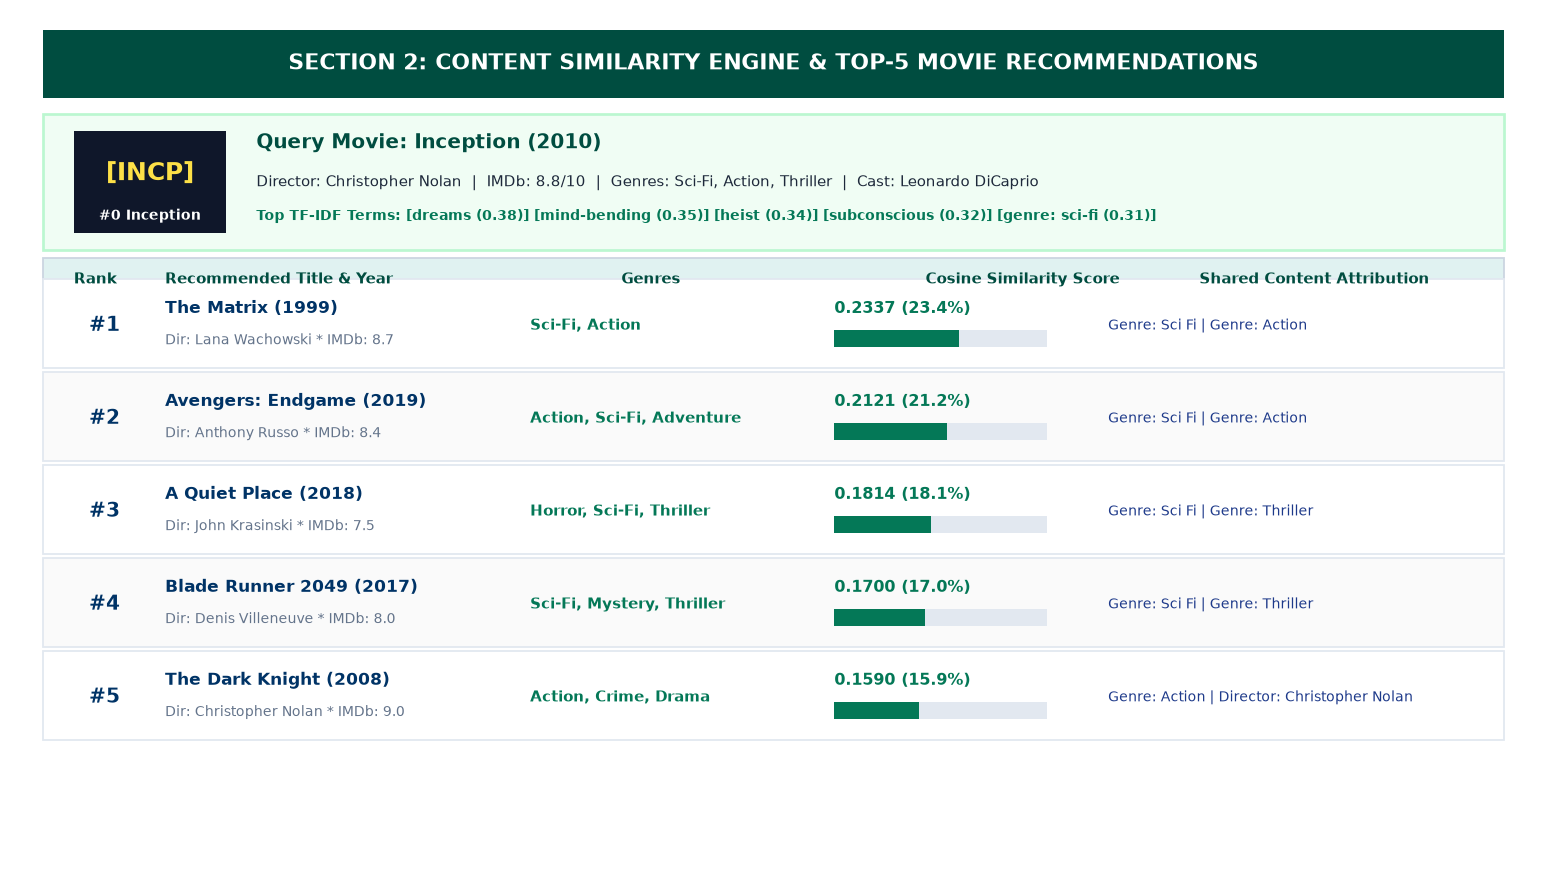 SECTION 2: CONTENT SIMILARITY ENGINE & TOP-5 MOVIE RECOMMENDATIONS
[INCP]
#0 Inception
Query Movie: Inception (2010)
Director: Christopher Nolan | IMDb: 8.8/10 | Genres: Sci-Fi, Action, Thriller | Cast: Leonardo DiCaprio
Top TF-IDF Terms: [dreams (0.38)] [mind-bending (0.35)] [heist (0.34)] [subconscious (0.32)] [genre: sci-fi (0.31)]
Rank Recommended Title & Year Genres Cosine Similarity Score Shared Content Attribution
#1
The Matrix (1999)
Dir: Lana Wachowski * IMDb: 8.7
Sci-Fi, Action
0.2337 (23.4%)
Genre: Sci Fi | Genre: Action
#2
Avengers: Endgame (2019)
Dir: Anthony Russo * IMDb: 8.4
Action, Sci-Fi, Adventure
0.2121 (21.2%)
Genre: Sci Fi | Genre: Action
#3
A Quiet Place (2018)
Dir: John Krasinski * IMDb: 7.5
Horror, Sci-Fi, Thriller
0.1814 (18.1%)
Genre: Sci Fi | Genre: Thriller
#4
Blade Runner 2049 (2017)
Dir: Denis Villeneuve * IMDb: 8.0
Sci-Fi, Mystery, Thriller
0.1700 (17.0%)
Genre: Sci Fi | Genre: Thriller
#5
The Dark Knight (2008)
Dir: Christopher Nolan * IMDb: 9.0
Action, Crime, Drama
0.1590 (15.9%)
Genre: Action | Director: Christopher Nolan